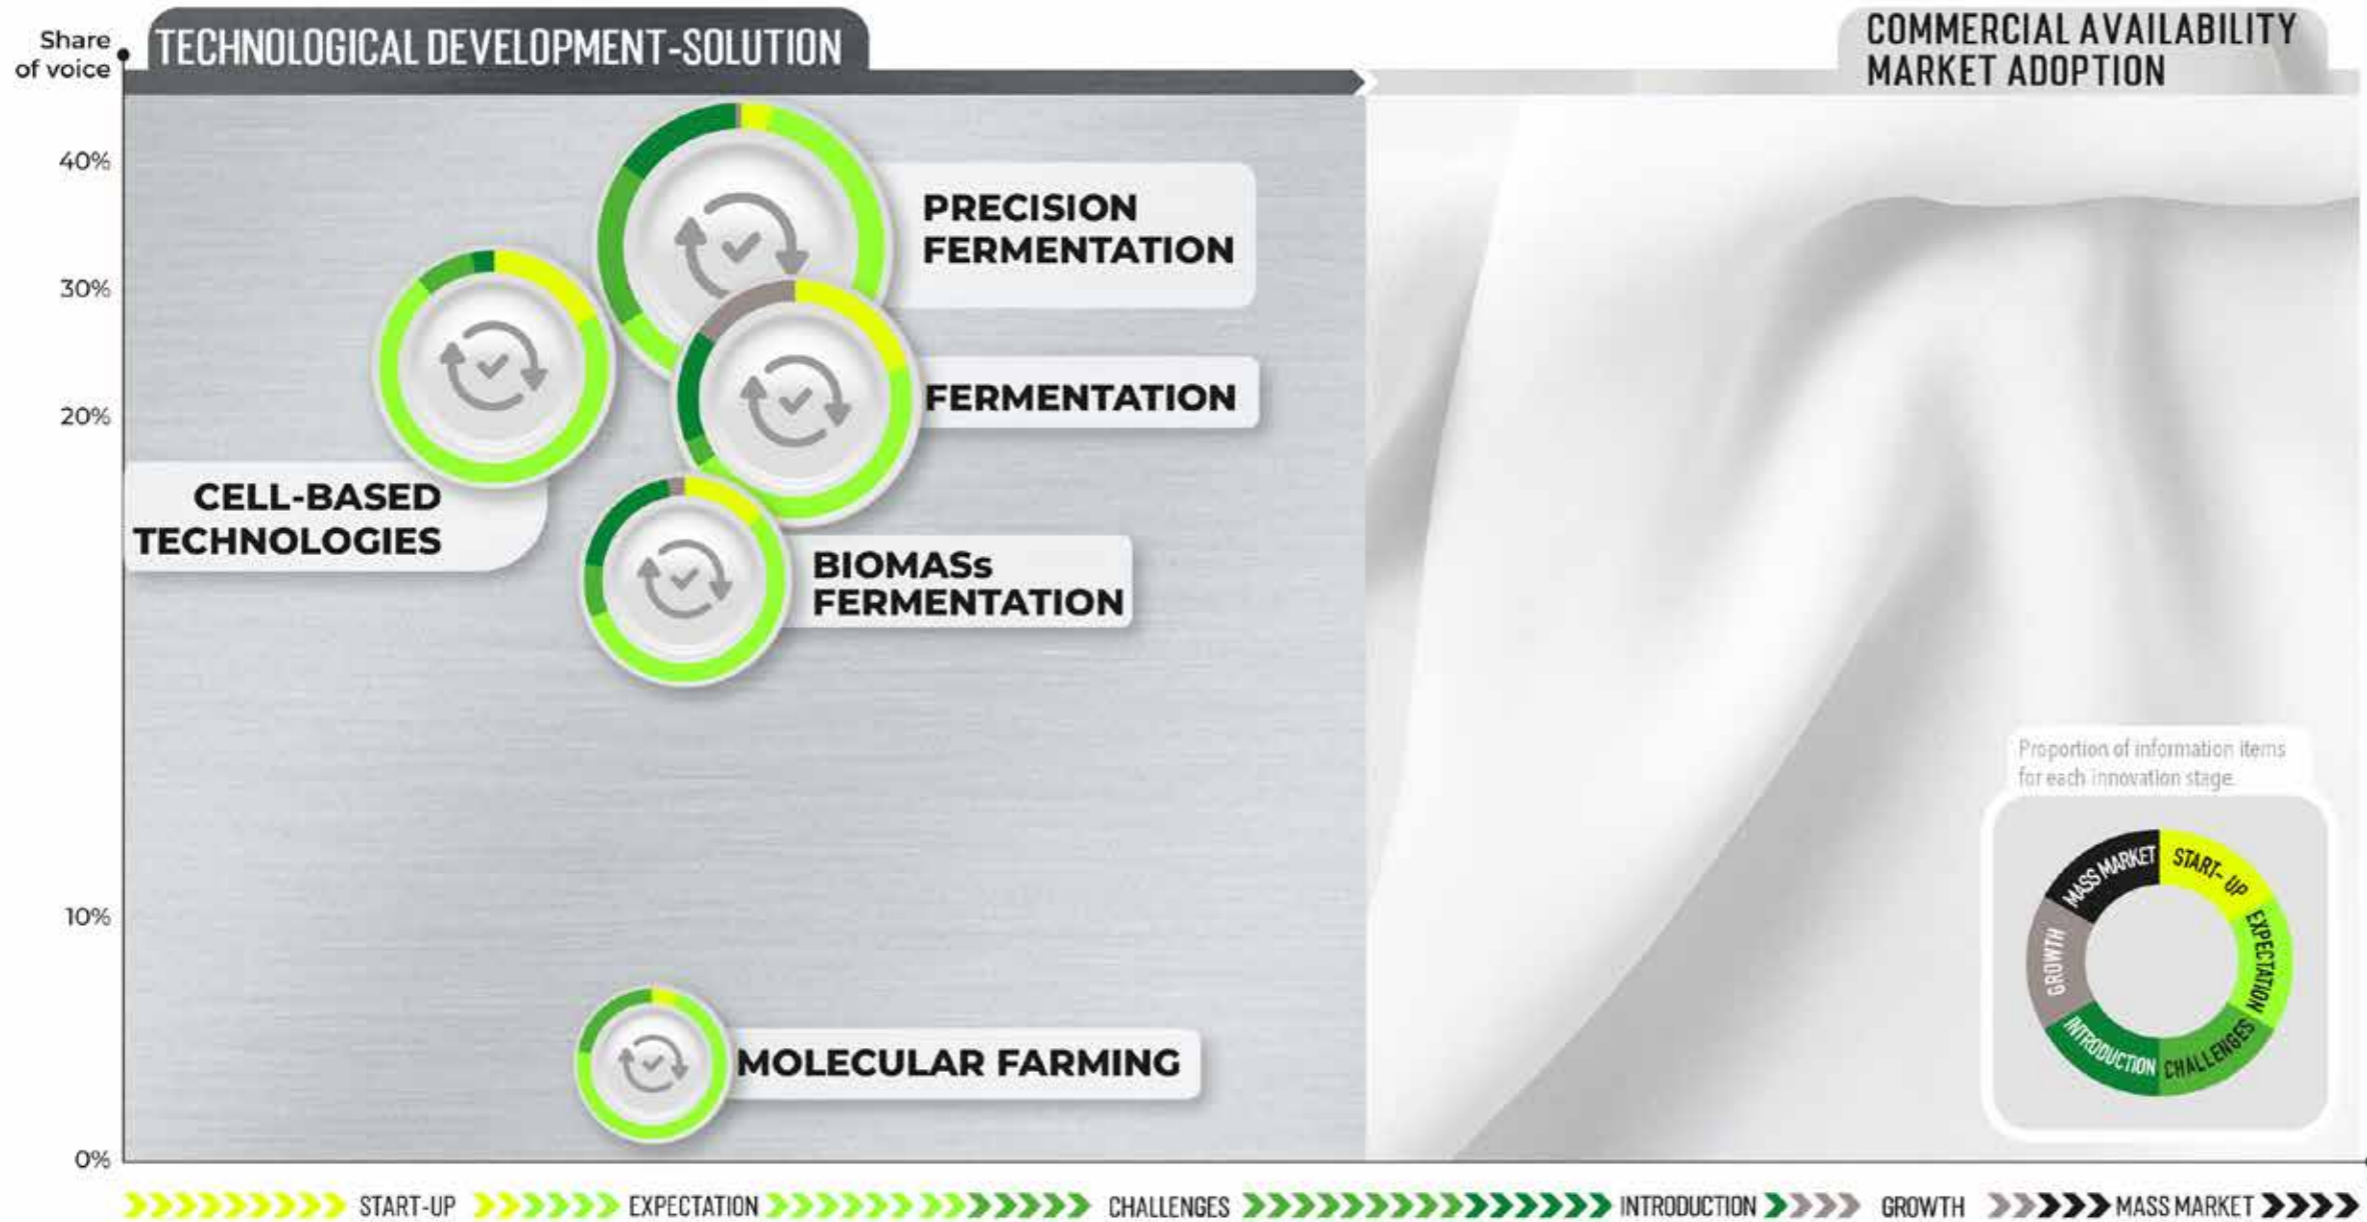 Share
of voice
TECHNOLOGICAL DEVELOPMENT-SOLUTION
COMMERCIAL AVAILABILITY
MARKET ADOPTION
40%
30%
20%
10%
0%
PRECISION
FERMENTATION
FERMENTATION
CELL-BASED
TECHNOLOGIES
BIOMASs
FERMENTATION
MOLECULAR FARMING
Proportion of information items
for each innovation stage.
MASS MARKET
START- UP
EXPECTATION
CHALLENGES
INTRODUCTION
GROWTH
START-UP EXPECTATION CHALLENGES INTRODUCTION GROWTH MASS MARKET